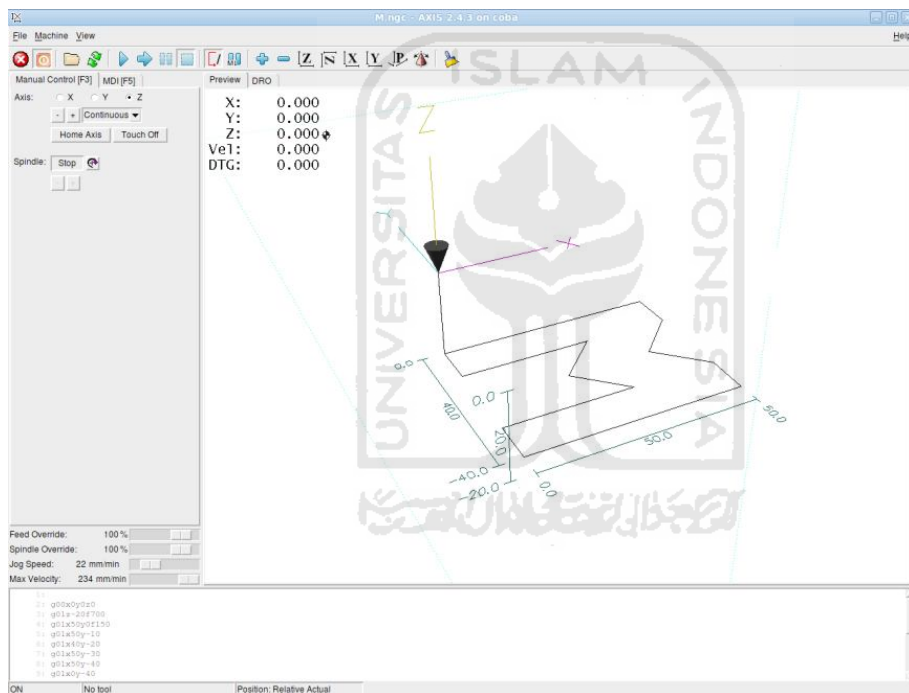 M.ngc - AXIS 2.4.3 on coba
File Machine View Help
Manual Control [F3] MDI [F5] Preview DRO
Axis: X Y Z
- + Continuous
Home Axis Touch Off
Spindle: Stop
- +
X: 0.000
Y: 0.000
Z: 0.000
Vel: 0.000
DTG: 0.000
Z
Y
X
0.0
40.0
-40.0
0.0
20.0
-20.0
0.0
50.0
50.0
UNIVERSITAS
ISLAM
INDONESIA
Feed Override: 100 %
Spindle Override: 100 %
Jog Speed: 22 mm/min
Max Velocity: 234 mm/min
1:
2: g00x0y0z0
3: g01z-20f700
4: g01x50y0f150
5: g01x50y-10
6: g01x40y-20
7: g01x50y-30
8: g01x50y-40
9: g01x0y-40
ON No tool Position: Relative Actual